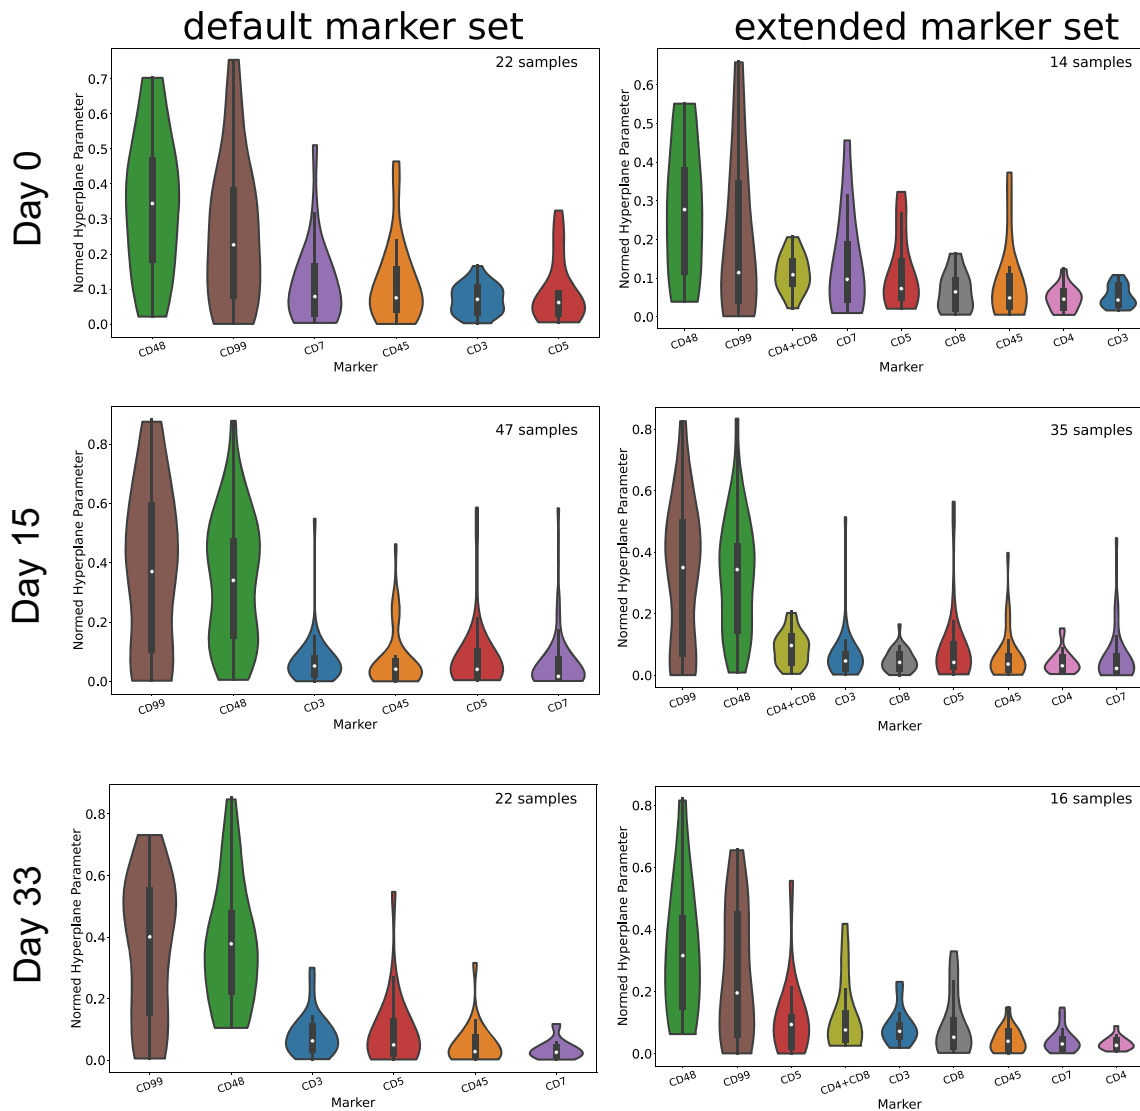 default marker set
extended marker set
Day 0
22 samples
Normed Hyperplane Parameter
0.7
0.6
0.5
0.4
0.3
0.2
0.1
0.0
CD48 CD99 CD7 CD45 CD3 CD5
Marker
14 samples
Normed Hyperplane Parameter
0.6
0.5
0.4
0.3
0.2
0.1
0.0
CD48 CD99 CD4+CD8 CD7 CD5 CD8 CD45 CD4 CD3
Marker
Day 15
47 samples
Normed Hyperplane Parameter
0.8
0.6
0.4
0.2
0.0
CD99 CD48 CD3 CD45 CD5 CD7
Marker
35 samples
Normed Hyperplane Parameter
0.8
0.6
0.4
0.2
0.0
CD99 CD48 CD4+CD8 CD3 CD8 CD5 CD45 CD4 CD7
Marker
Day 33
22 samples
Normed Hyperplane Parameter
0.8
0.6
0.4
0.2
0.0
CD99 CD48 CD3 CD5 CD45 CD7
Marker
16 samples
Normed Hyperplane Parameter
0.8
0.6
0.4
0.2
0.0
CD48 CD99 CD5 CD4+CD8 CD3 CD8 CD45 CD7 CD4
Marker